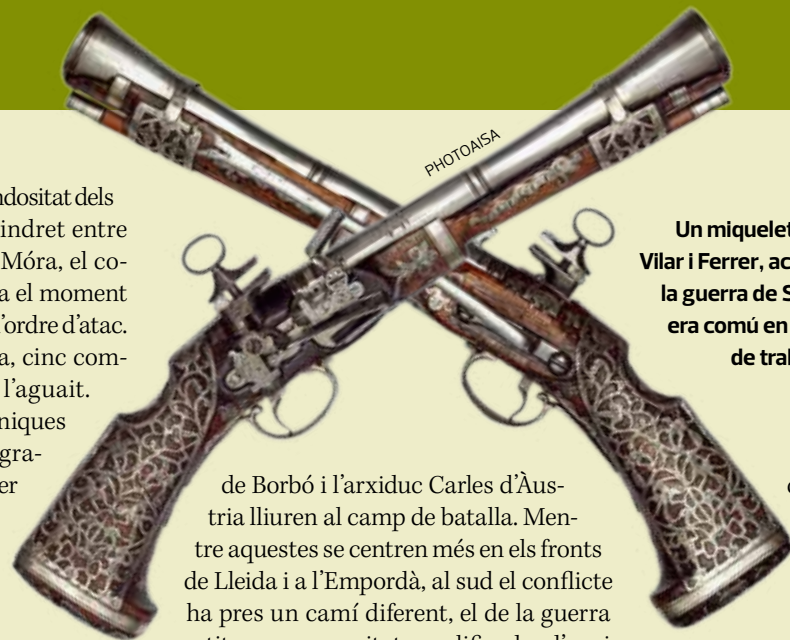 PHOTOAISA
dels
indret entre
Móra, el co-
a el moment
l’ordre d’atac.
a, cinc com-
l’aguait.
niques
gra-
er
Un miquelet
Vilar i Ferrer, ac
la guerra de S
era comú en
de tra
de Borbó i l’arxiduc Carles d’Àus-
tria lliuren al camp de batalla. Men-
tre aquestes se centren més en els fronts
de Lleida i a l’Empordà, al sud el conflicte
ha pres un camí diferent, el de la guerra